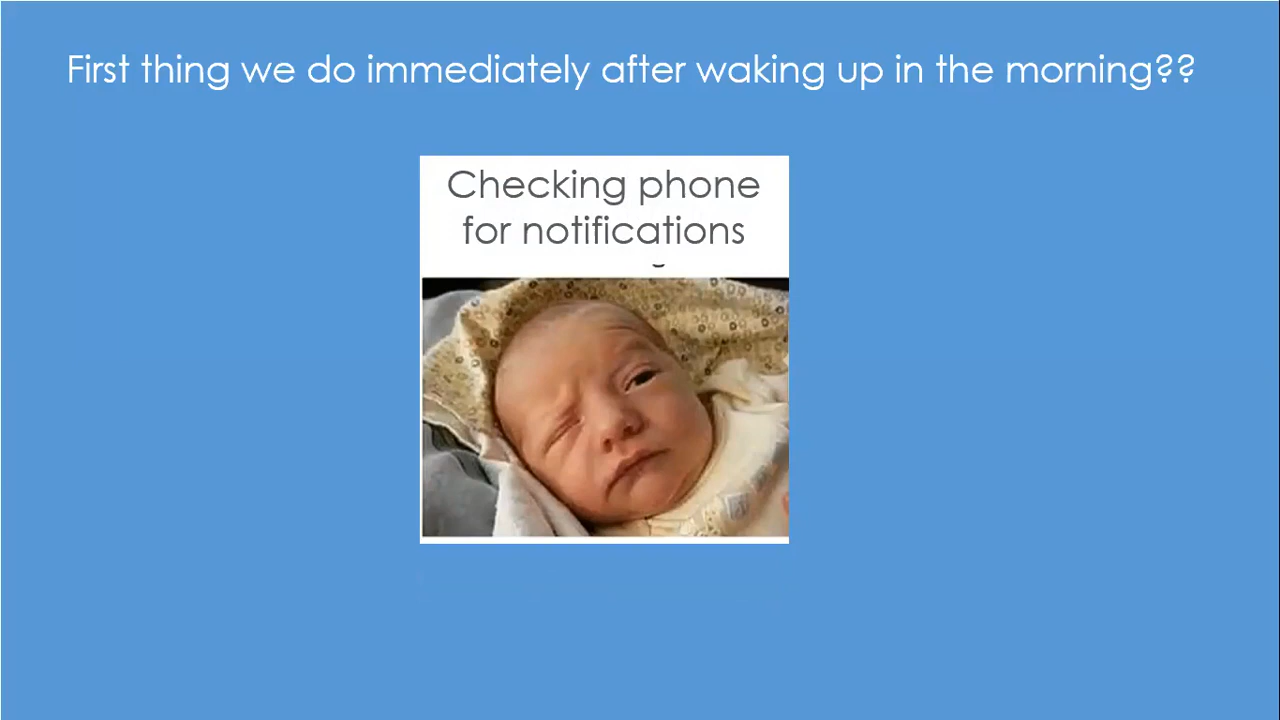 First thing we do immediately after waking up in the morning??
Checking phone
for notifications